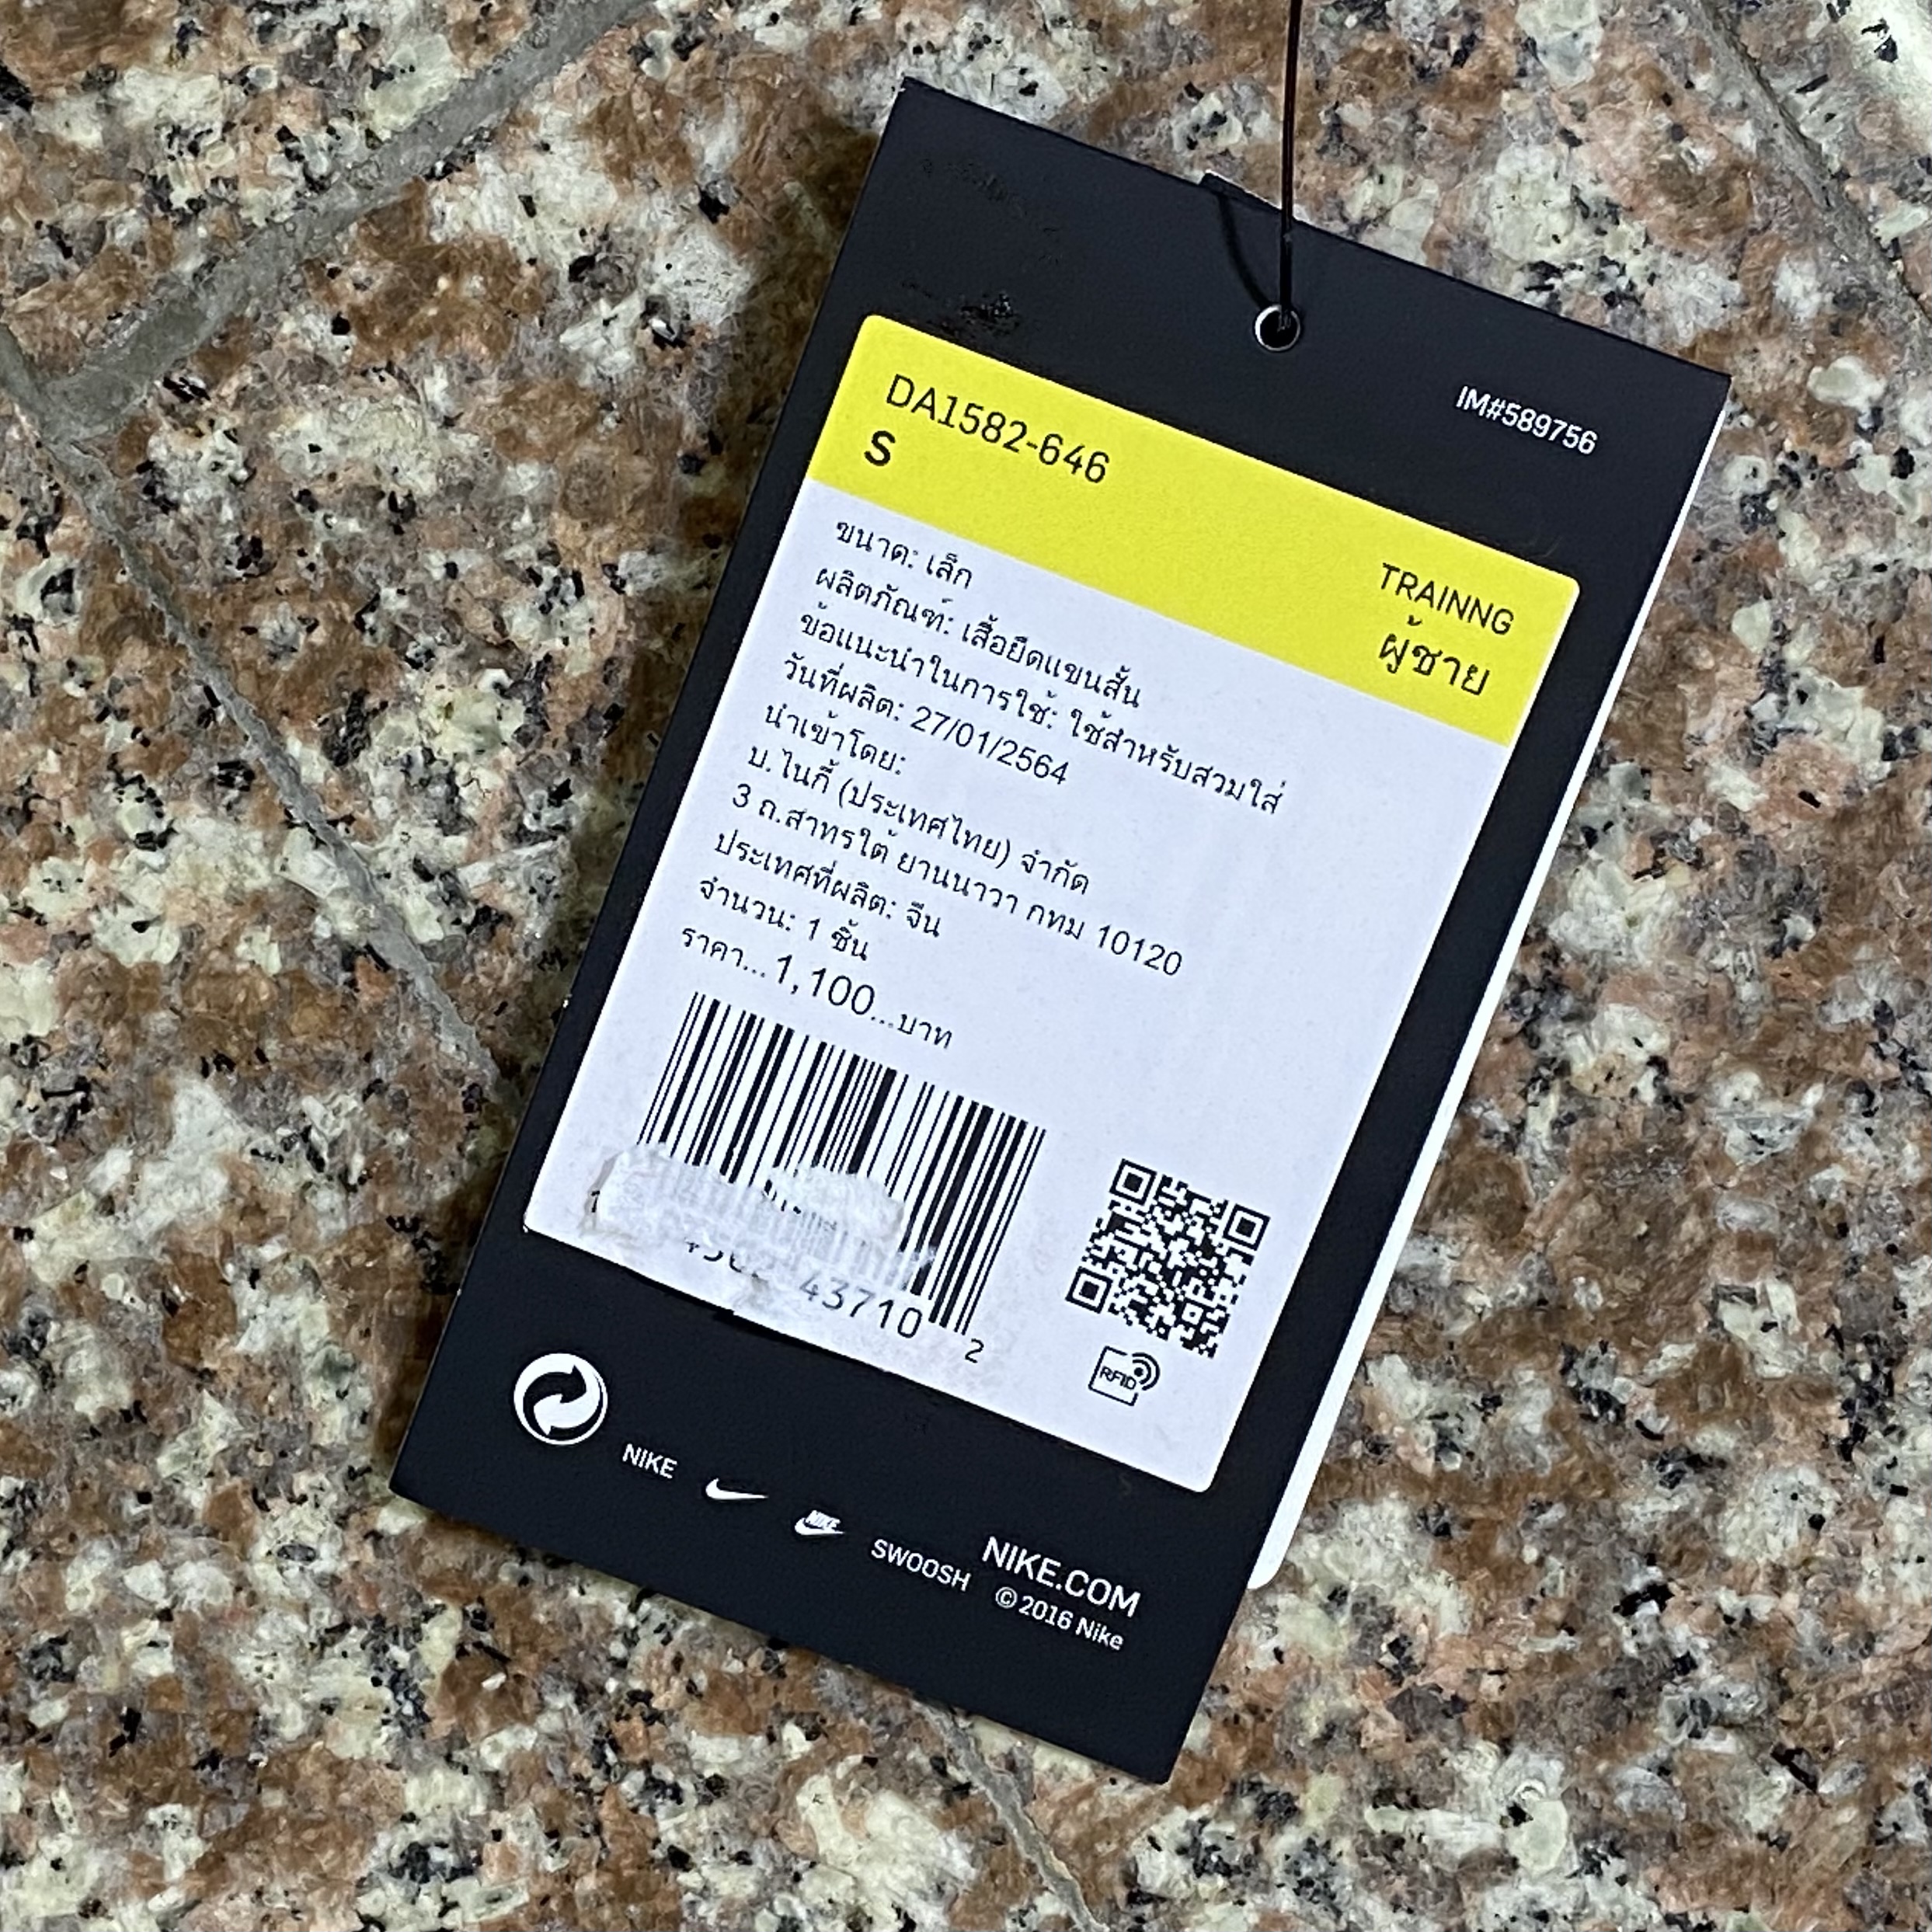 IM#589756
DA1582-646
S
TRAINNG
ผู้ชาย
ขนาด: เล็ก
ผลิตภัณฑ์: เสื้อยืดแขนสั้น
ข้อแนะนำในการใช้: ใช้สำหรับสวมใส่
วันที่ผลิต: 27/01/2564
นำเข้าโดย:
บ.ไนกี้ (ประเทศไทย) จำกัด
3 ถ.สาทรใต้ ยานนาวา กทม 10120
ประเทศที่ผลิต: จีน
จำนวน: 1 ชิ้น
ราคา...1,100...บาท
43710 2
RFID
NIKE
NIKE
SWOOSH
NIKE.COM
© 2016 Nike